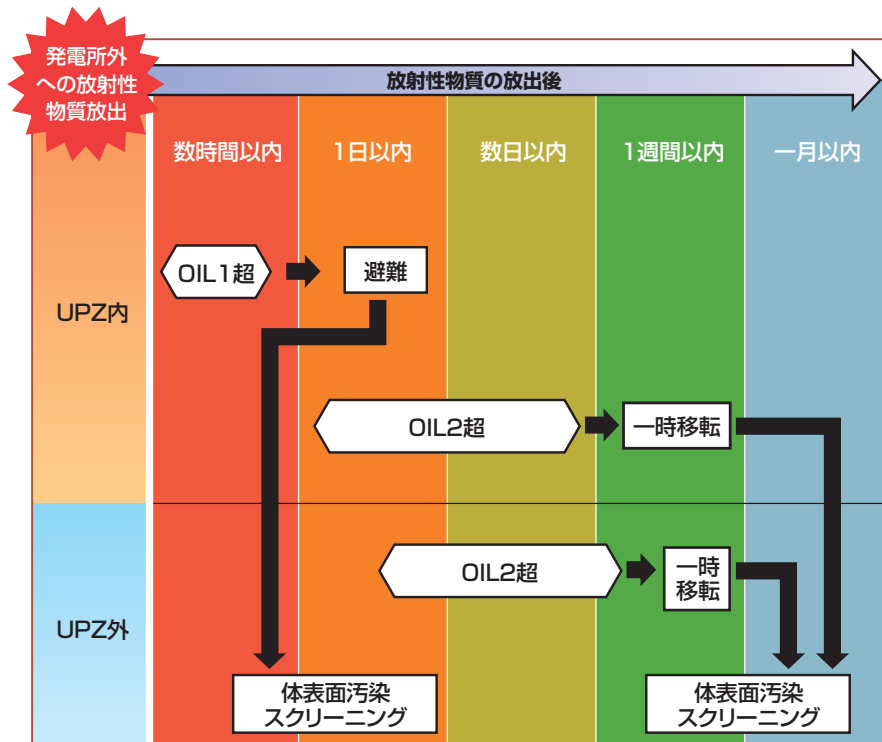 発電所外
への放射性
物質放出
放射性物質の放出後
数時間以内
1日以内
数日以内
1週間以内
一月以内
UPZ内
OIL1超
避難
OIL2超
一時移転
UPZ外
OIL2超
一時
移転
体表面汚染
スクリーニング
体表面汚染
スクリーニング